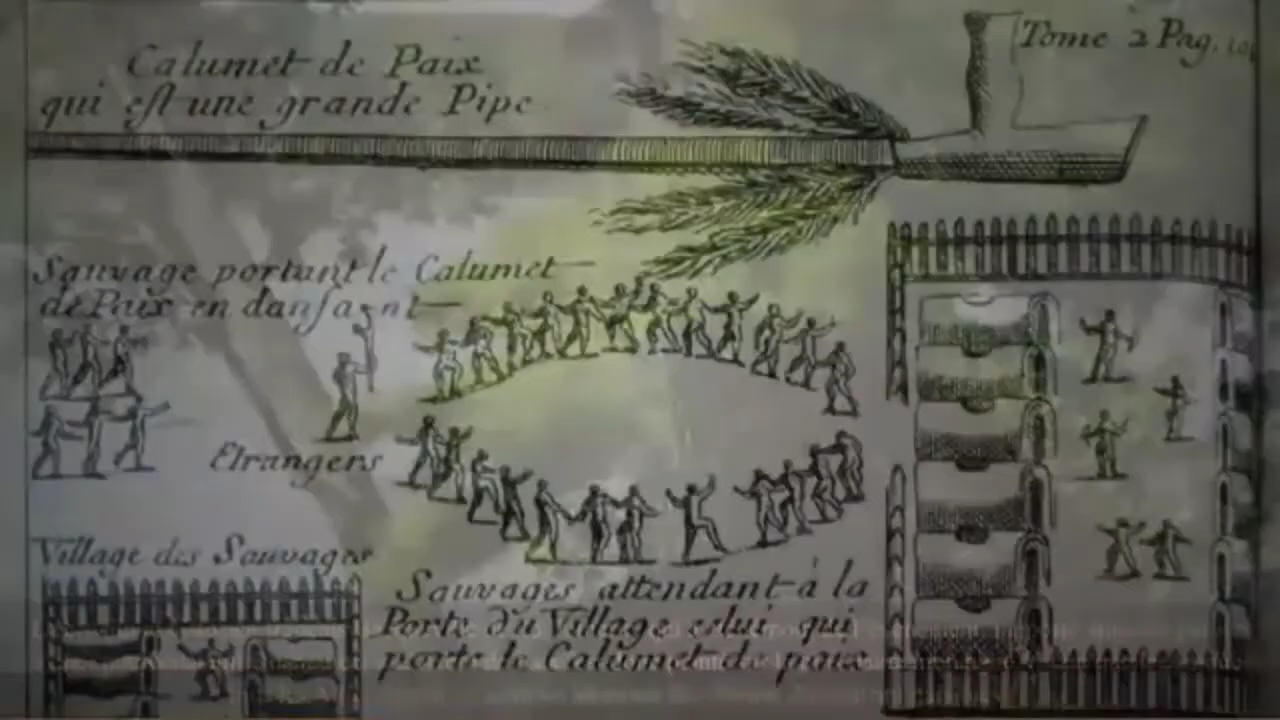 Calumet de Paix
qui est une grande Pipe
Tome 2 Pag.
Sauvage portant le Calumet
de Paix en dansant
Etrangers
Village des Sauvages
Sauvages attendant à la
Porte du Village celui qui
porte le Calumet de paix